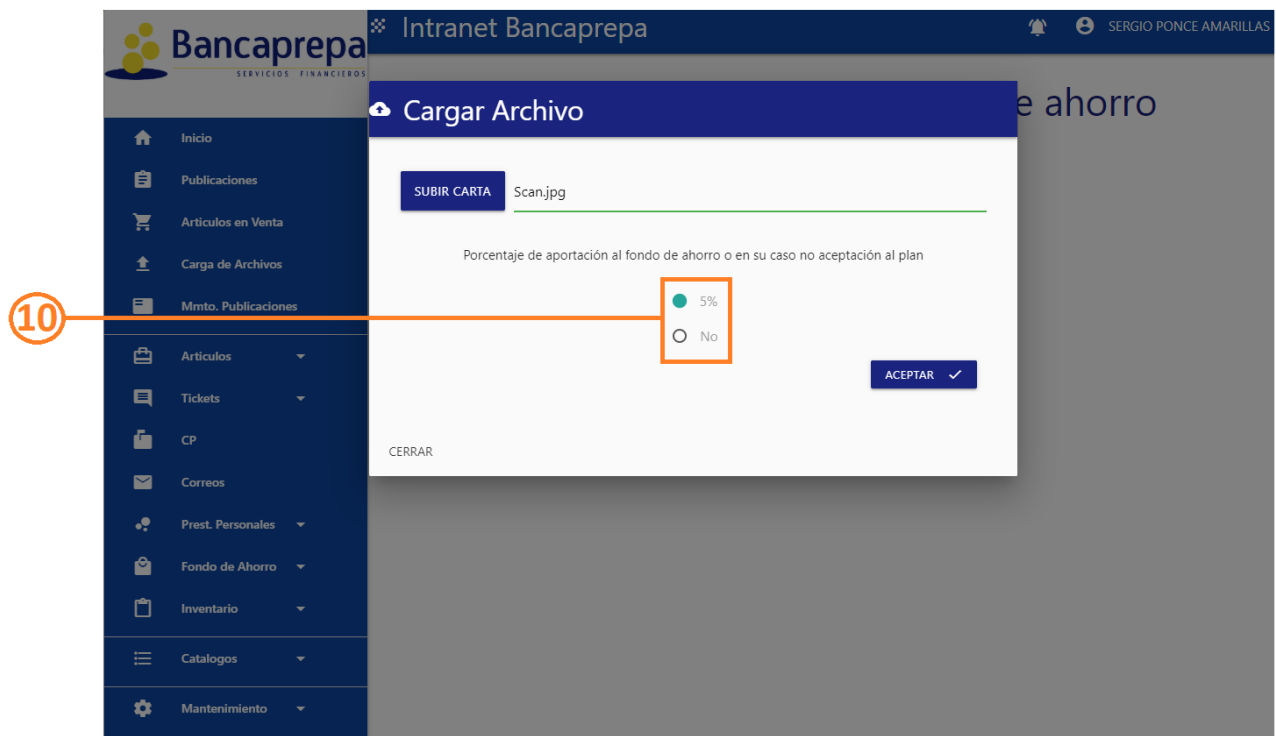 Bancaprepa
SERVICIOS FINANCIEROS
Intranet Bancaprepa
SERGIO PONCE AMARILLAS
e ahorro
Cargar Archivo
SUBIR CARTA
Scan.jpg
Porcentaje de aportación al fondo de ahorro o en su caso no aceptación al plan
5%
No
ACEPTAR
CERRAR
10
Inicio
Publicaciones
Articulos en Venta
Carga de Archivos
Mmto. Publicaciones
Articulos
Tickets
CP
Correos
Prest. Personales
Fondo de Ahorro
Inventario
Catalogos
Mantenimiento